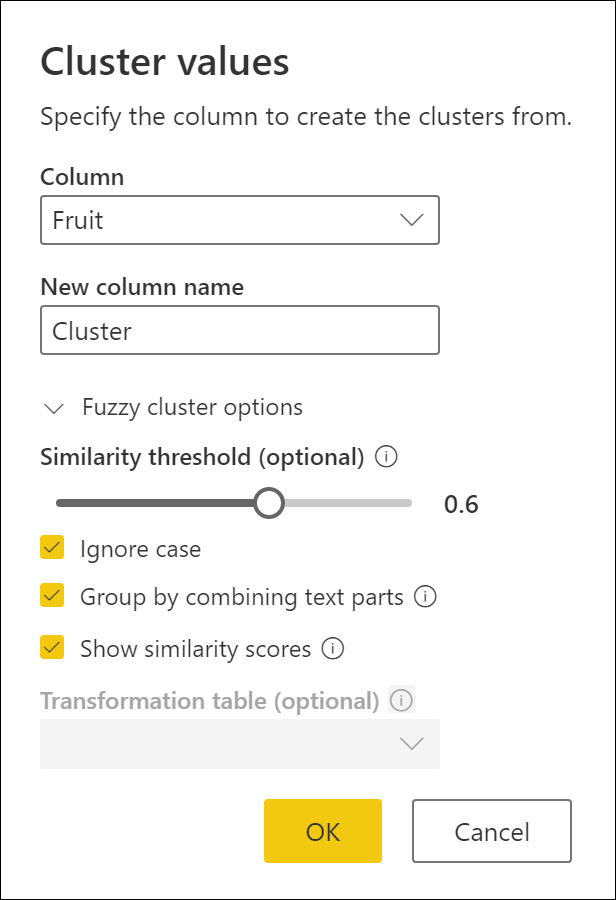 Cluster values
Specify the column to create the clusters from.
Column
Fruit
New column name
Cluster
Fuzzy cluster options
Similarity threshold (optional)
0.6
Ignore case
Group by combining text parts
Show similarity scores
Transformation table (optional)
OK
Cancel